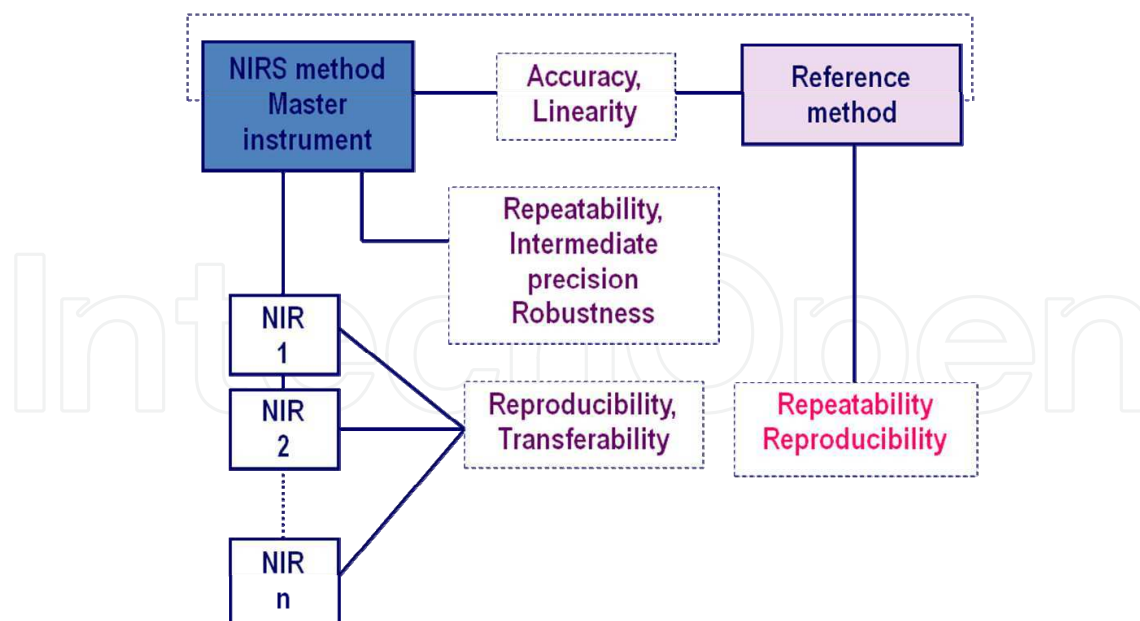 NIRS method
Master
instrument
Accuracy,
Linearity
Reference
method
Repeatability,
Intermediate
precision
Robustness
NIR
1
NIR
2
Reproducibility,
Transferability
Repeatability
Reproducibility
NIR
n
IntechOpen